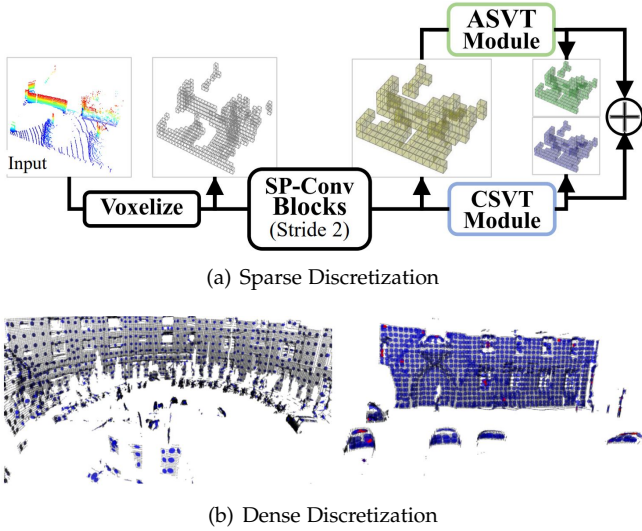 ASVT
Module
Input
Voxelize
SP-Conv
Blocks
(Stride 2)
CSVT
Module
(a) Sparse Discretization
(b) Dense Discretization